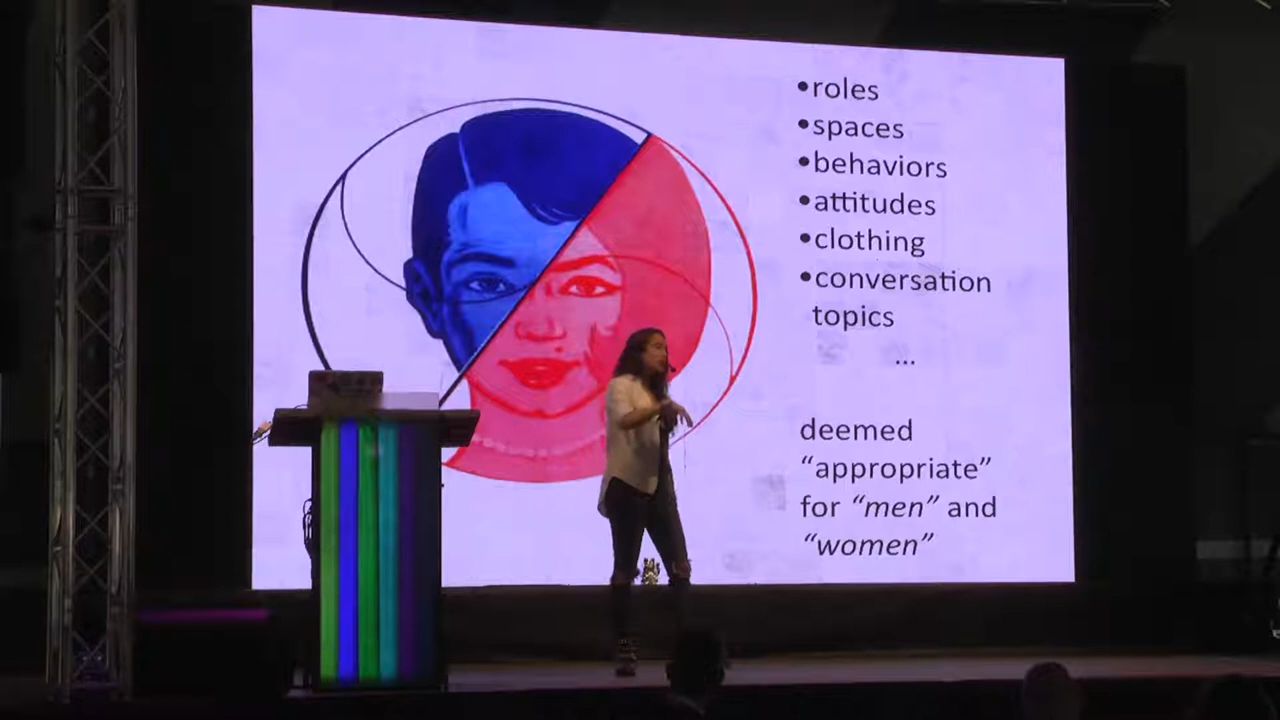 •roles
•spaces
•behaviors
•attitudes
•clothing
•conversation
topics
...
deemed
“appropriate”
for “men” and
“women”